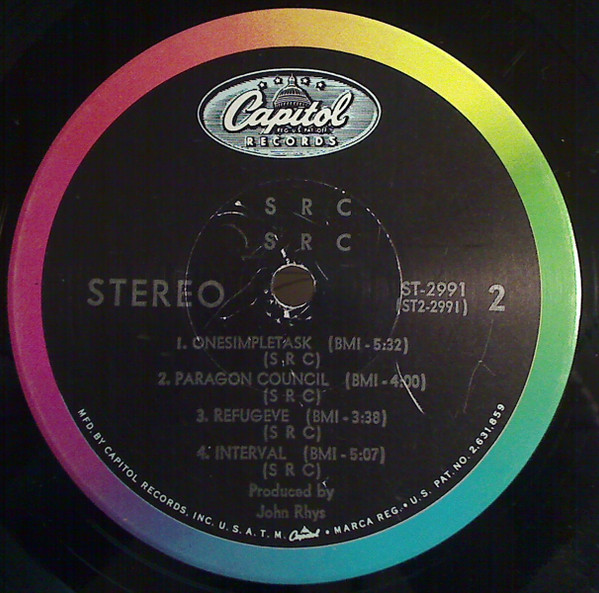 Capitol
REG. U.S. PAT. OFF.
RECORDS
S R C
S R C
STEREO
ST-2991
(ST2-2991)
2
1. ONESIMPLETASK (BMI - 5:32)
(S R C)
2. PARAGON COUNCIL (BMI - 4:00)
(S R C)
3. REFUGEVE (BMI - 3:38)
(S R C)
4. INTERVAL (BMI - 5:07)
(S R C)
Produced by
John Rhys
MFD. BY CAPITOL RECORDS, INC. U. S. A. T. M. Capitol • MARCA REG. • U. S. PAT. NO. 2,631,859